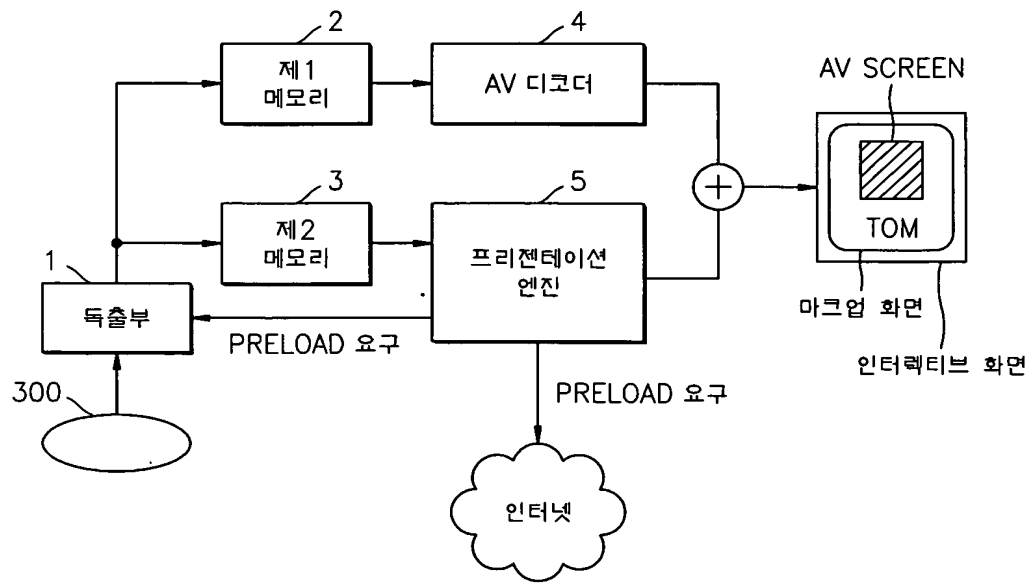 2
제1
메모리
4
AV 디코더
AV SCREEN
TOM
마크업 화면
인터렉티브 화면
3
제2
메모리
5
프리젠테이션
엔진
1
독출부
PRELOAD 요구
300
PRELOAD 요구
인터넷